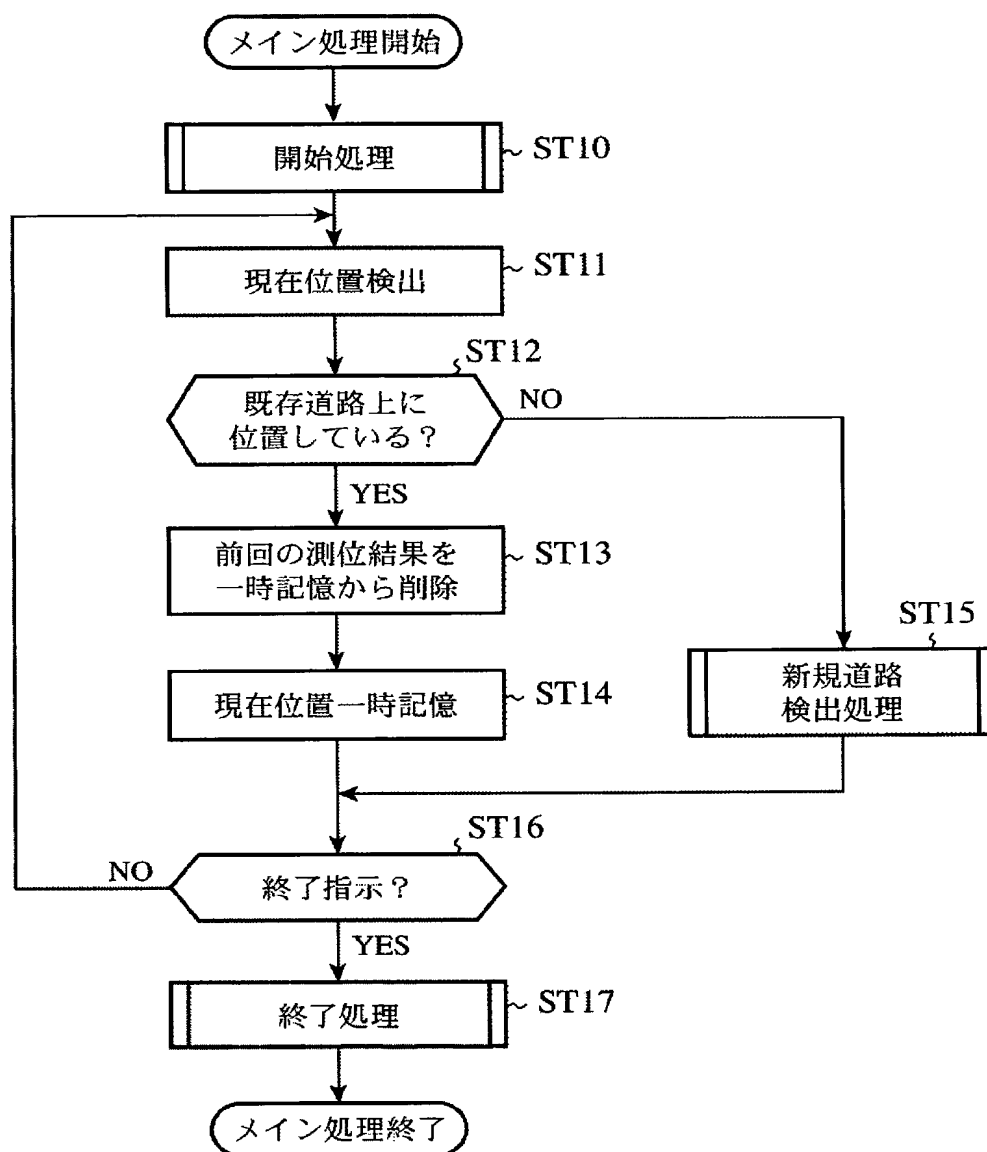 メイン処理開始
開始処理
ST10
現在位置検出
ST11
ST12
既存道路上に
位置している?
NO
YES
前回の測位結果を
一時記憶から削除
ST13
ST15
新規道路
検出処理
現在位置一時記憶
ST14
ST16
終了指示?
NO
YES
終了処理
ST17
メイン処理終了